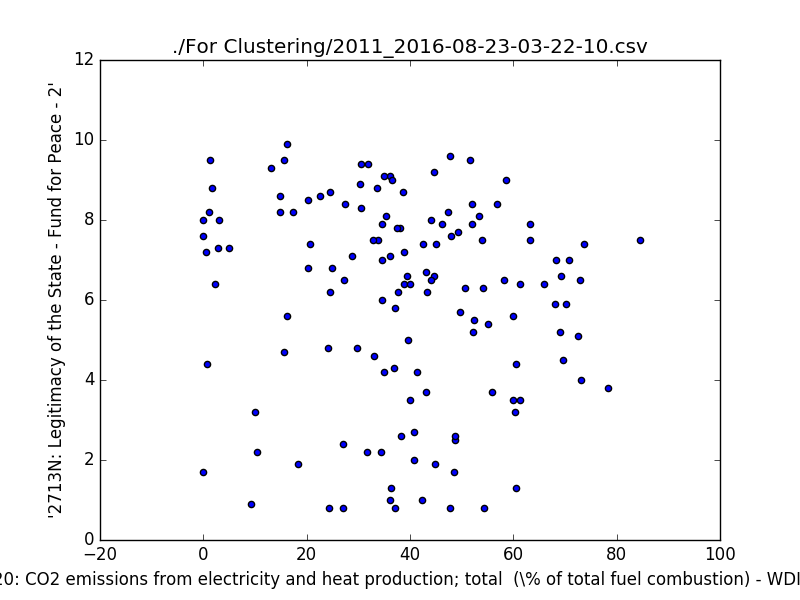 ./For Clustering/2011_2016-08-23-03-22-10.csv
12
10
8
6
4
2
0
'2713N: Legitimacy of the State - Fund for Peace - 2'
−20 0 20 40 60 80 100
20: CO2 emissions from electricity and heat production; total (\% of total fuel combustion) - WDI